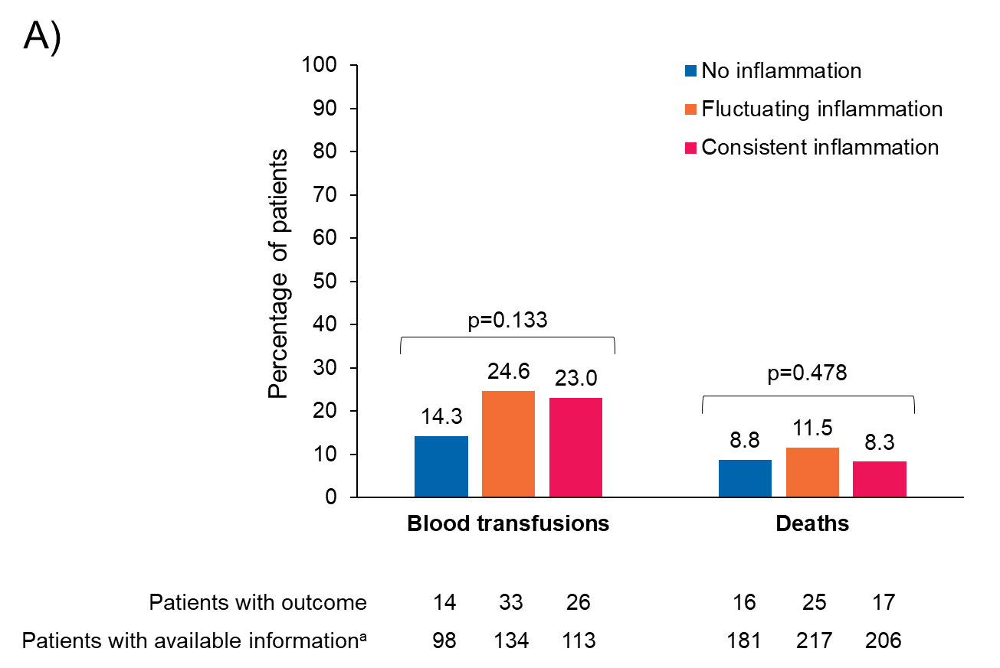 A)
100
90
80
70
60
50
40
30
20
10
0
Percentage of patients
No inflammation
Fluctuating inflammation
Consistent inflammation
p=0.133
14.3
24.6
23.0
p=0.478
8.8
11.5
8.3
Blood transfusions
Deaths
Patients with outcome 14 33 26 16 25 17
Patients with available informationᵃ 98 134 113 181 217 206